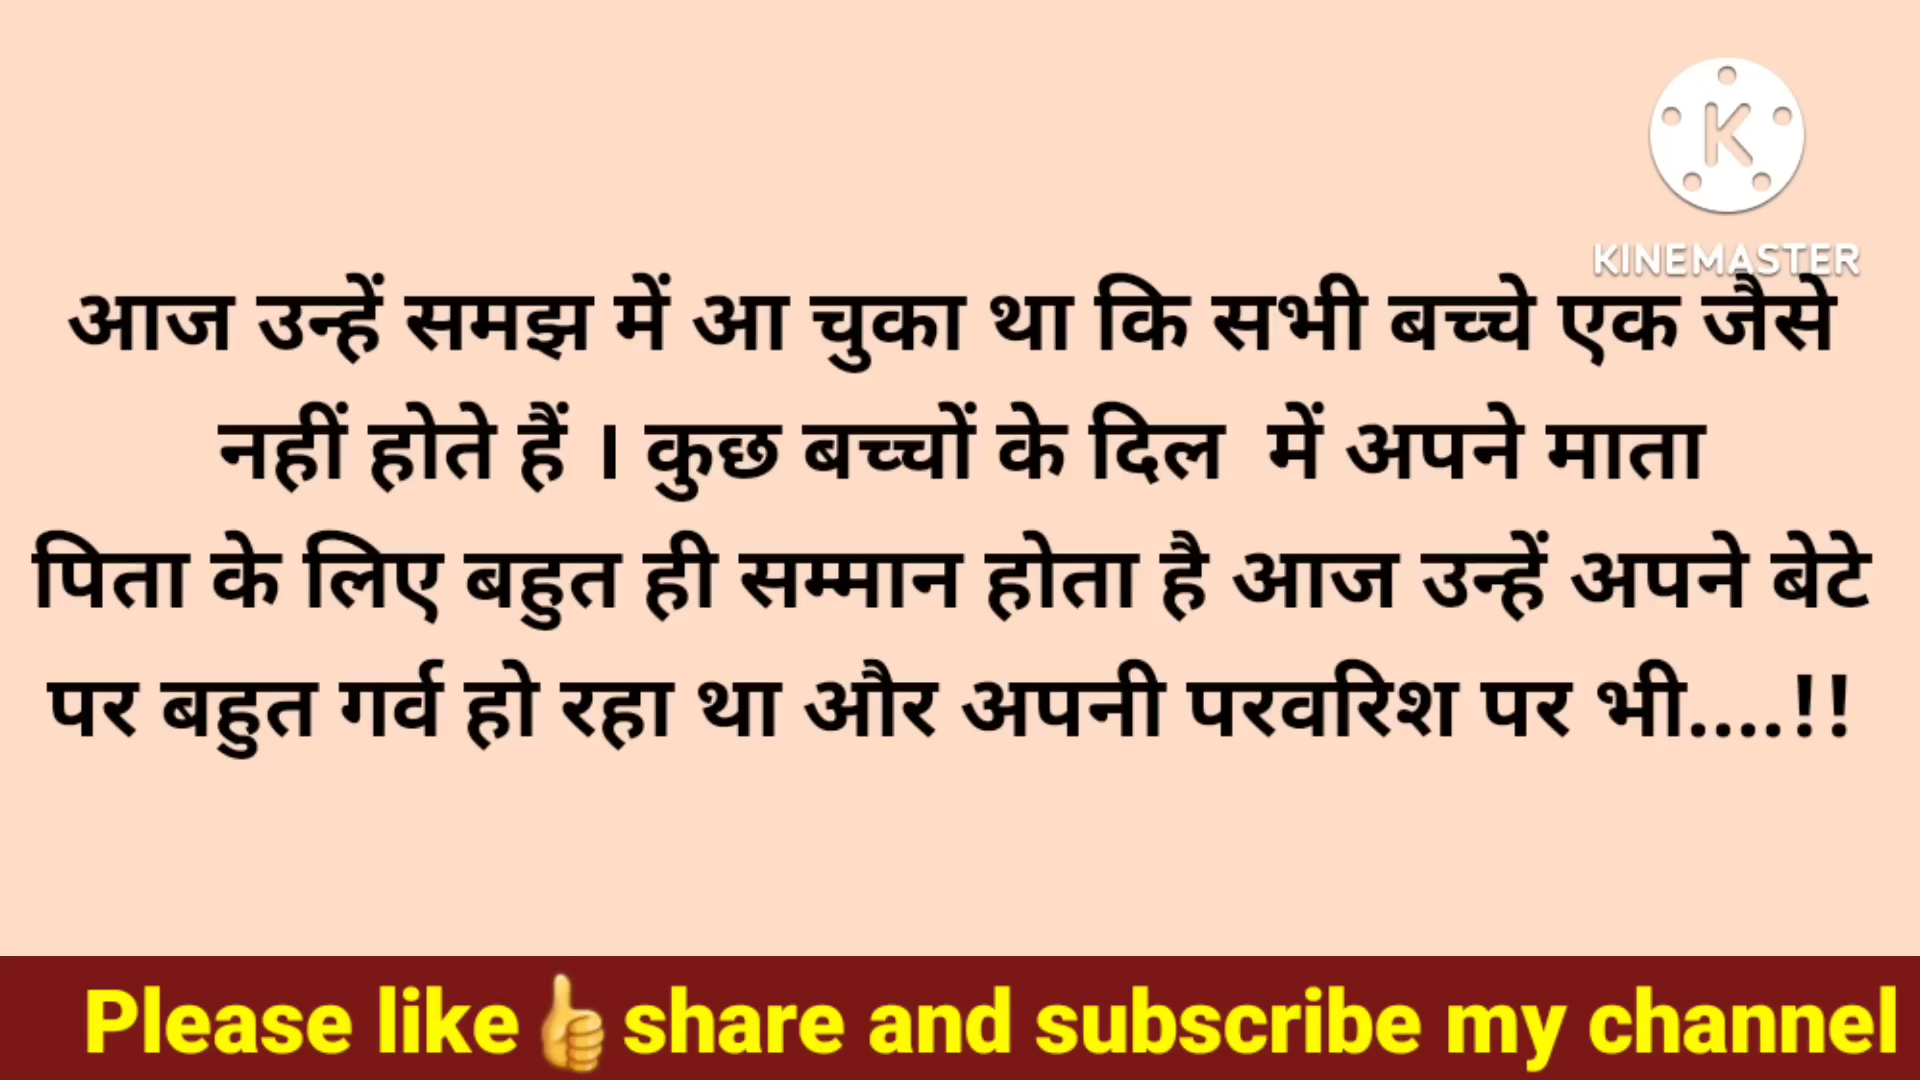 KINEMASTER
आज उन्हें समझ में आ चुका था कि सभी बच्चे एक जैसे
नहीं होते हैं । कुछ बच्चों के दिल में अपने माता
पिता के लिए बहुत ही सम्मान होता है आज उन्हें अपने बेटे
पर बहुत गर्व हो रहा था और अपनी परवरिश पर भी....!!
Please like👍share and subscribe my channel